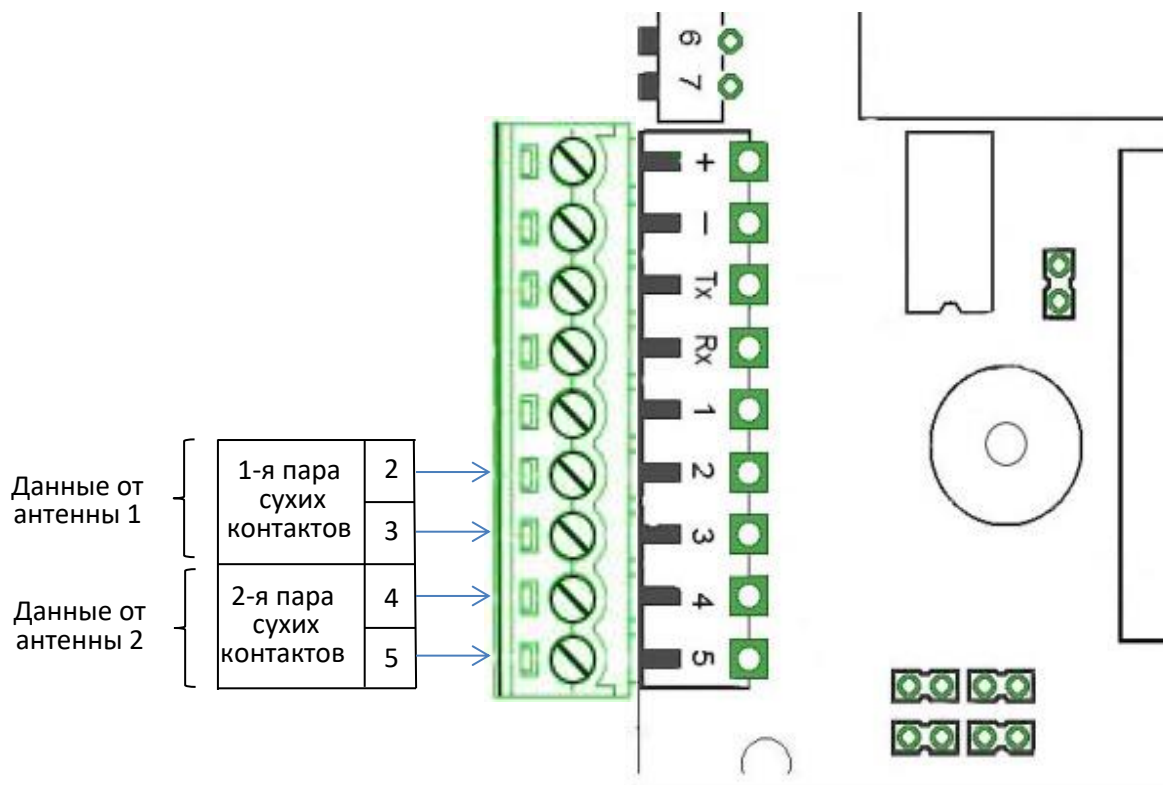 6
7
+
−
Tx
Rx
1
2
3
4
5
Данные от
антенны 1
1-я пара
сухих
контактов
2
3
Данные от
антенны 2
2-я пара
сухих
контактов
4
5